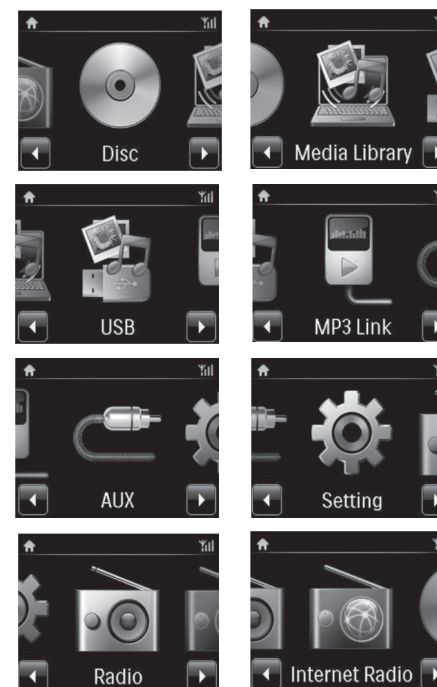 Disc
Media Library
USB
MP3 Link
AUX
Setting
Radio
Internet Radio